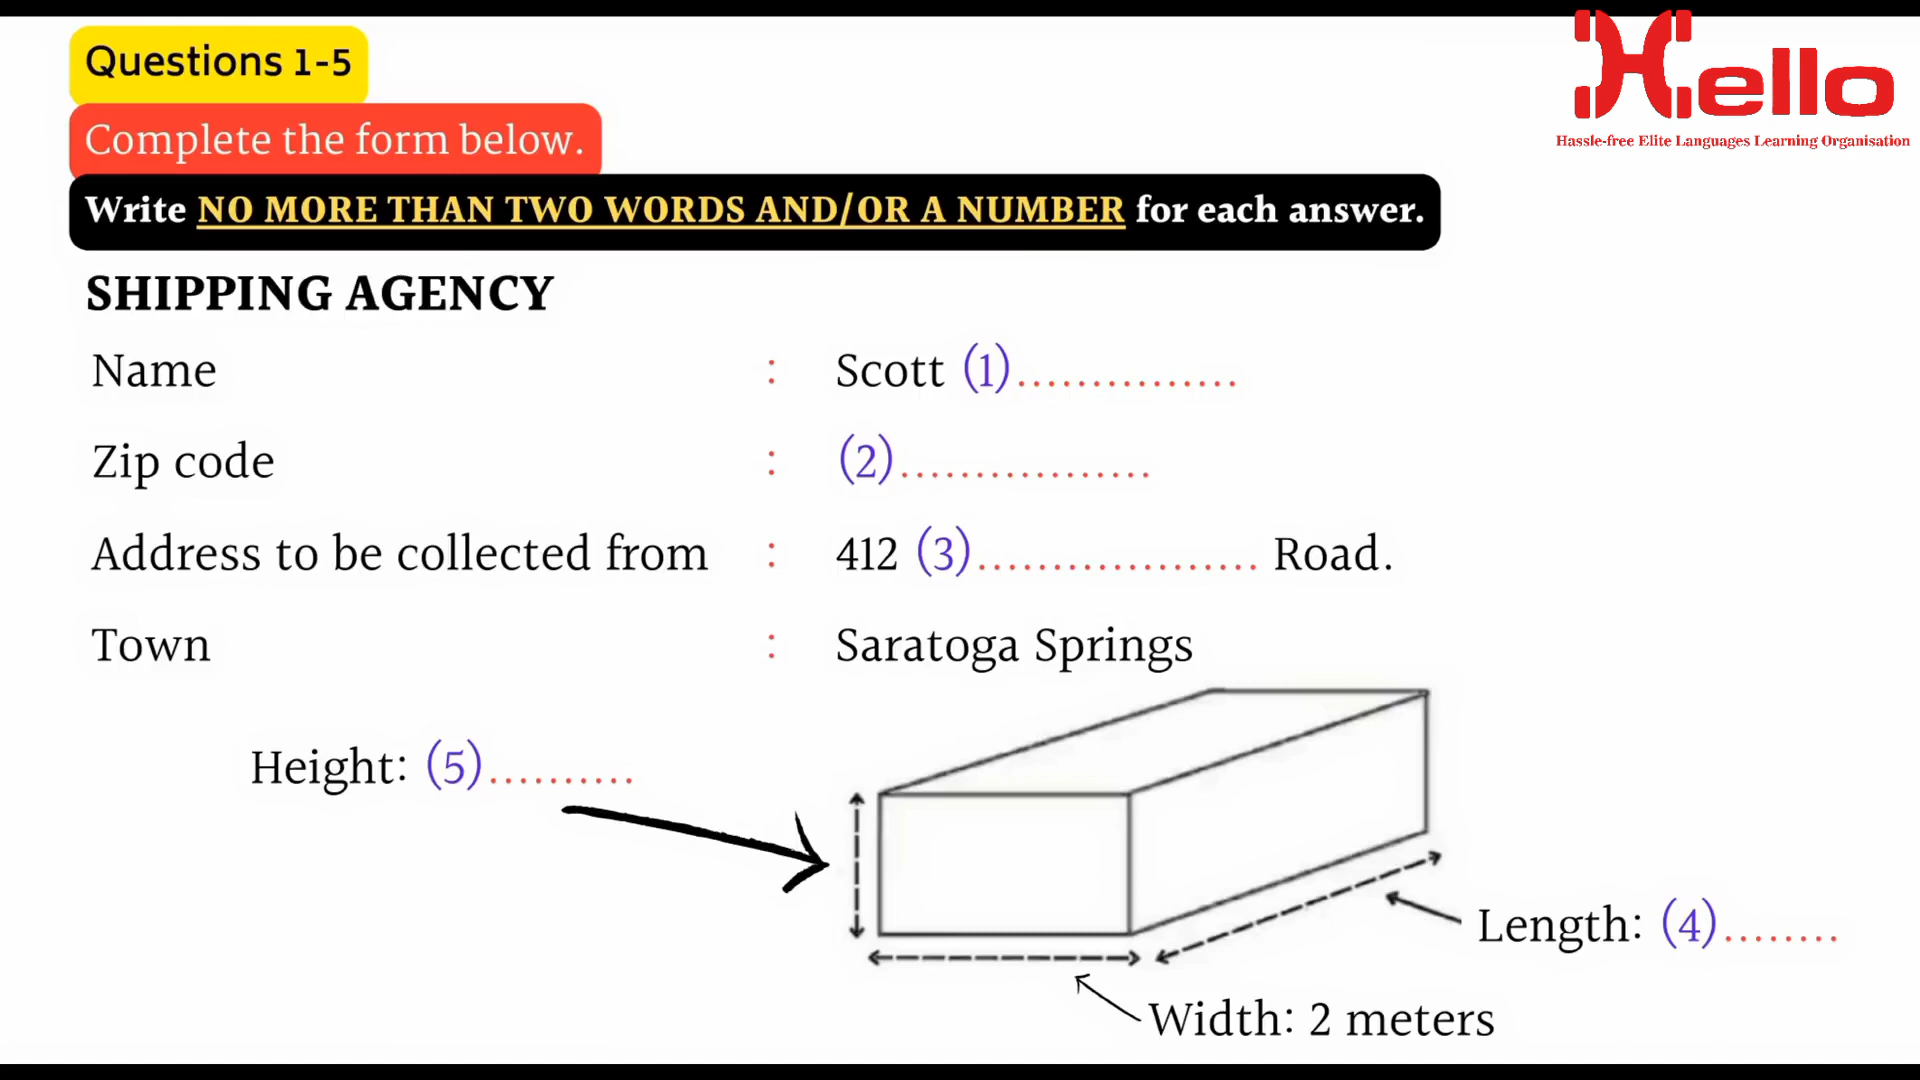 Questions 1-5
Hello
Complete the form below.
Hassle-free Elite Languages Learning Organisation
Write NO MORE THAN TWO WORDS AND/OR A NUMBER for each answer.
SHIPPING AGENCY
Name : Scott (1)...............
Zip code : (2).................
Address to be collected from : 412 (3)................... Road.
Town : Saratoga Springs
Height: (5)..........
Length: (4)........
Width: 2 meters